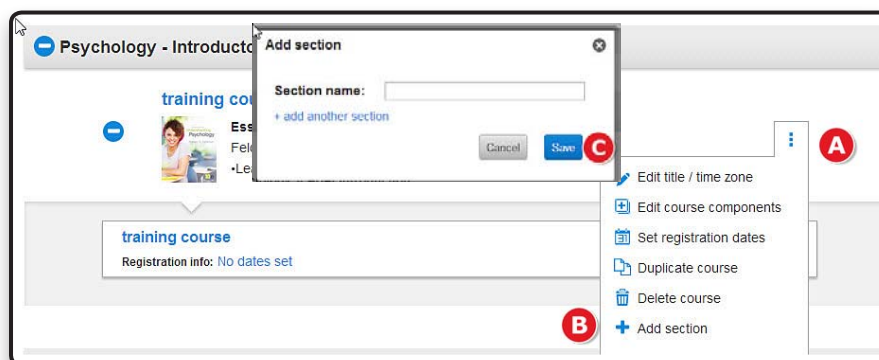 Psychology - Introducto
Add section
Section name:
+ add another section
Cancel
Save
C
training cou
Ess
Psychology
Fel
•Lea
A
Edit title / time zone
Edit course components
Set registration dates
Duplicate course
Delete course
B
Add section
training course
Registration info: No dates set